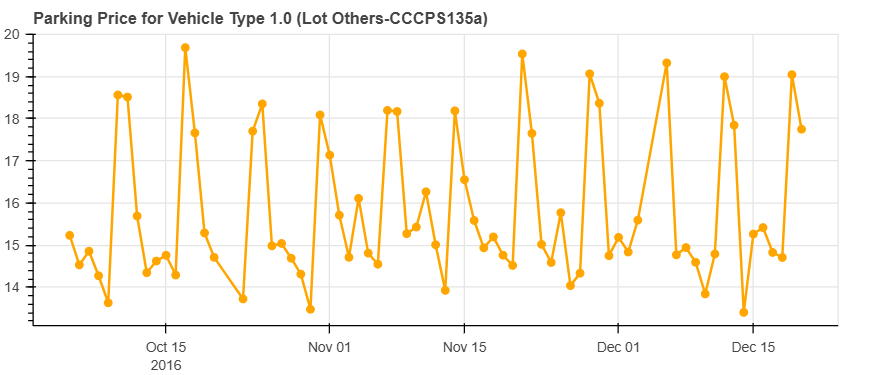 Parking Price for Vehicle Type 1.0 (Lot Others-CCCPS135a)
20
19
18
17
16
15
14
Oct 15
2016
Nov 01
Nov 15
Dec 01
Dec 15